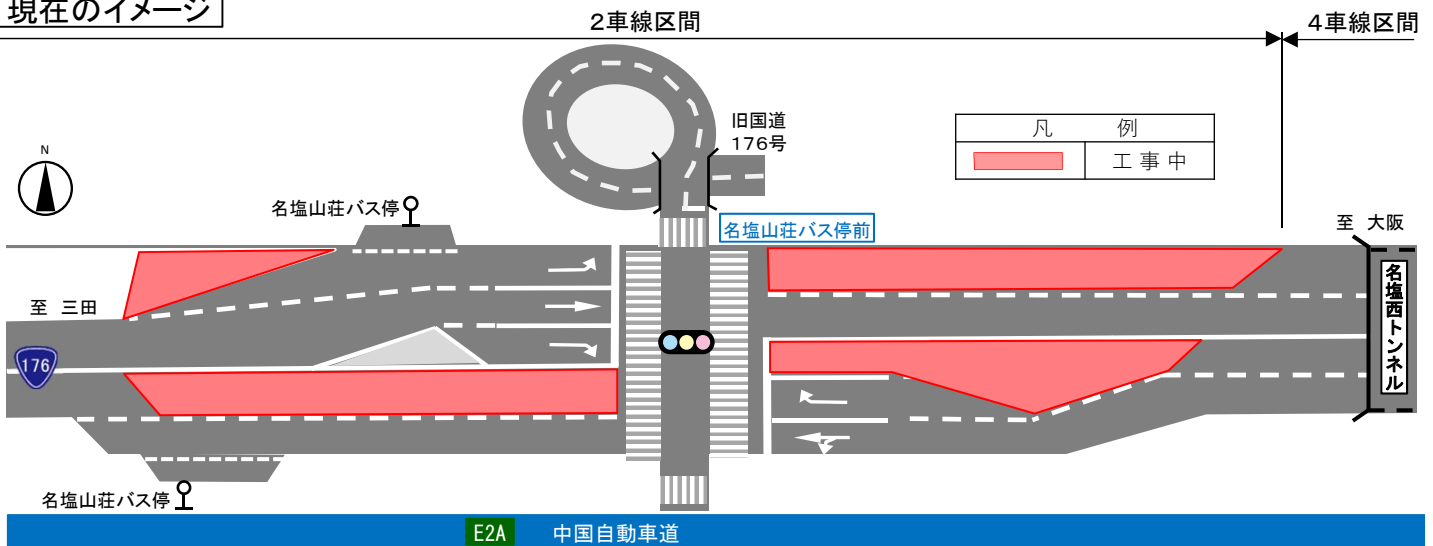 現在のイメージ
2車線区間
4車線区間
旧国道
176号
凡 例
工事中
N
名塩山荘バス停
名塩山荘バス停前
至 大阪
名塩西トンネル
至 三田
176
名塩山荘バス停
E2A 中国自動車道